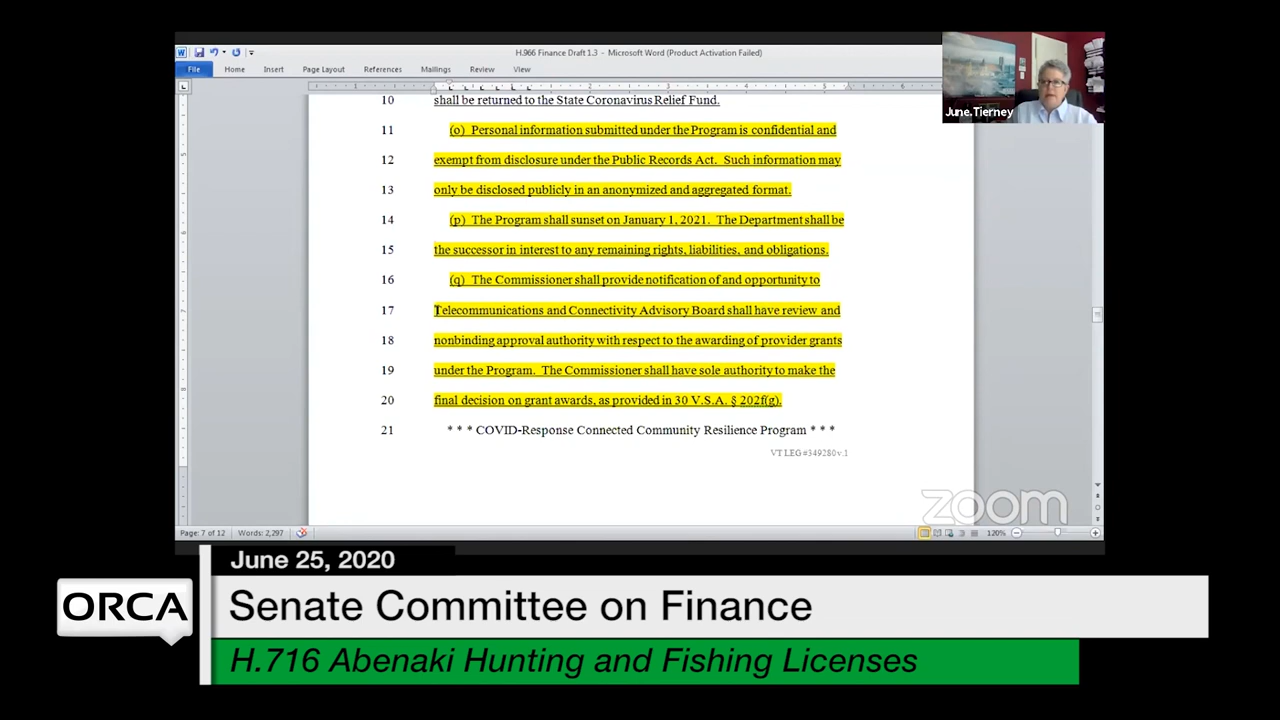 H.966 Finance Draft 1.3 - Microsoft Word (Product Activation Failed)
File Home Insert Page Layout References Mailings Review View
June.Tierney
10 shall be returned to the State Coronavirus Relief Fund.
11 (o) Personal information submitted under the Program is confidential and
12 exempt from disclosure under the Public Records Act. Such information may
13 only be disclosed publicly in an anonymized and aggregated format.
14 (p) The Program shall sunset on January 1, 2021. The Department shall be
15 the successor in interest to any remaining rights, liabilities, and obligations.
16 (q) The Commissioner shall provide notification of and opportunity to
17 Telecommunications and Connectivity Advisory Board shall have review and
18 nonbinding approval authority with respect to the awarding of provider grants
19 under the Program. The Commissioner shall have sole authority to make the
20 final decision on grant awards, as provided in 30 V.S.A. § 202f(g).
21 * * * COVID-Response Connected Community Resilience Program * * *
VT LEG #349280 v.1
zoom
Page: 7 of 12 Words: 2,297 120%
June 25, 2020
ORCA
Senate Committee on Finance
H.716 Abenaki Hunting and Fishing Licenses